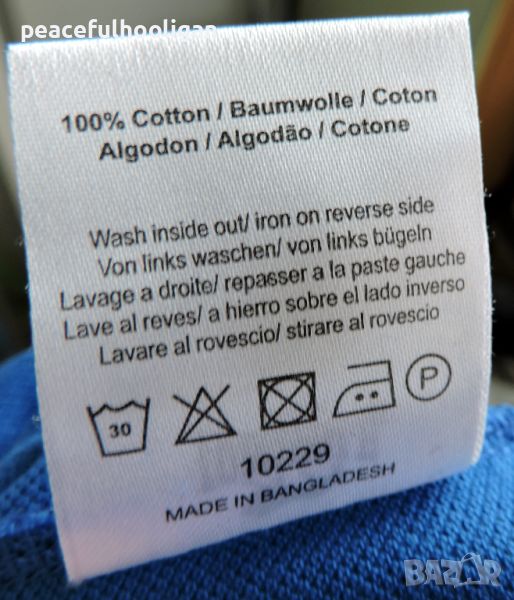 peacefulhooligan
100% Cotton / Baumwolle / Coton
Algodon / Algodão / Cotone
Wash inside out/ iron on reverse side
Von links waschen/ von links bügeln
Lavage a droite/ repasser a la paste gauche
Lave al reves/ a hierro sobre el lado inverso
Lavare al rovescio/ stirare al rovescio
30
P
10229
MADE IN BANGLADESH
BAZAR